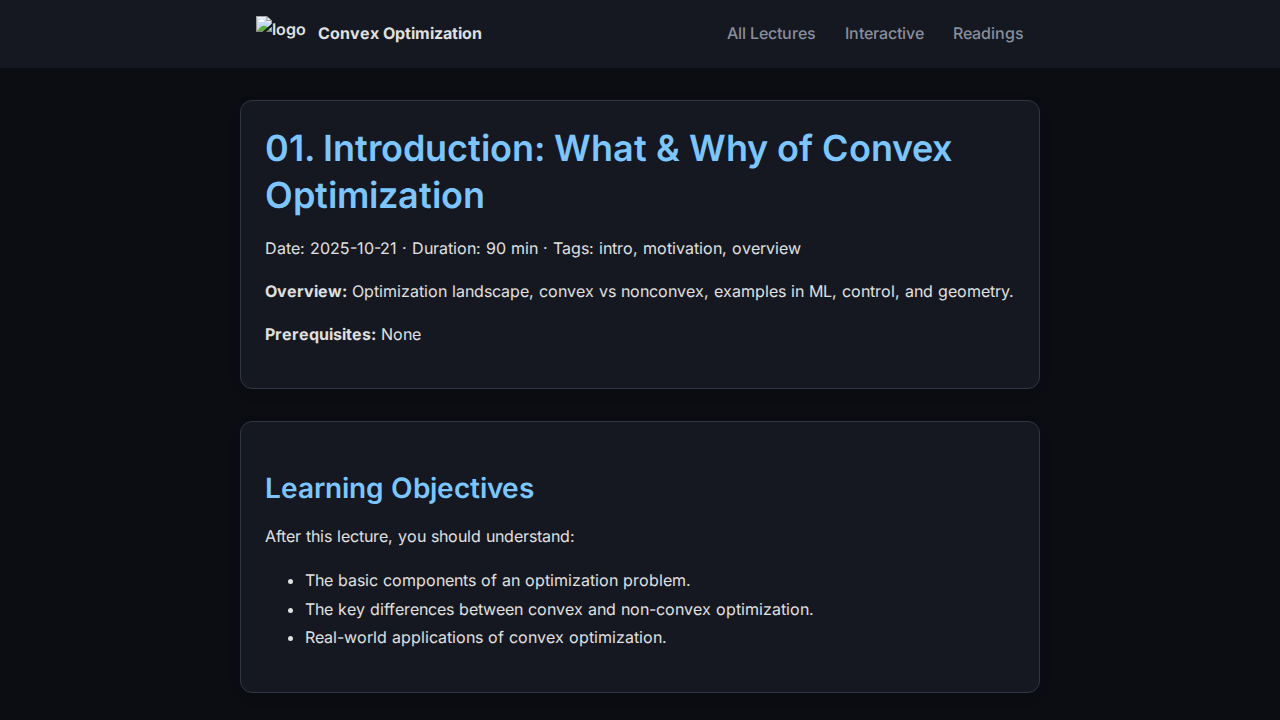 logo Convex Optimization All Lectures Interactive Readings
01. Introduction: What & Why of Convex
Optimization
Date: 2025-10-21 · Duration: 90 min · Tags: intro, motivation, overview
Overview: Optimization landscape, convex vs nonconvex, examples in ML, control, and geometry.
Prerequisites: None
Learning Objectives
After this lecture, you should understand:
• The basic components of an optimization problem.
• The key differences between convex and non-convex optimization.
• Real-world applications of convex optimization.